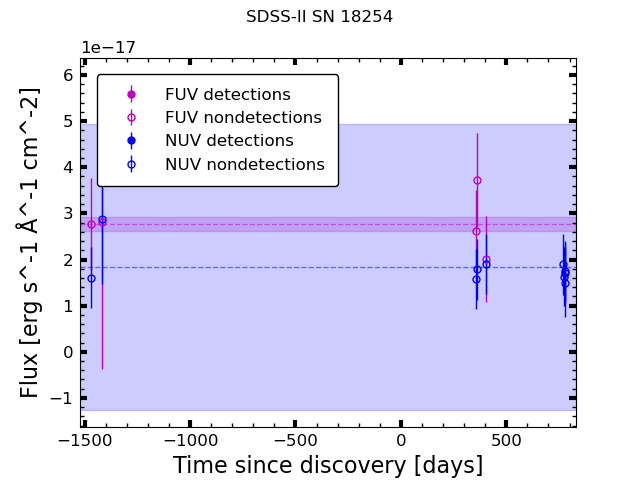 SDSS-II SN 18254
1e−17
FUV detections
FUV nondetections
NUV detections
NUV nondetections
6
5
4
3
2
1
0
−1
−1500 −1000 −500 0 500
Time since discovery [days]
Flux [erg s^-1 Å^-1 cm^-2]